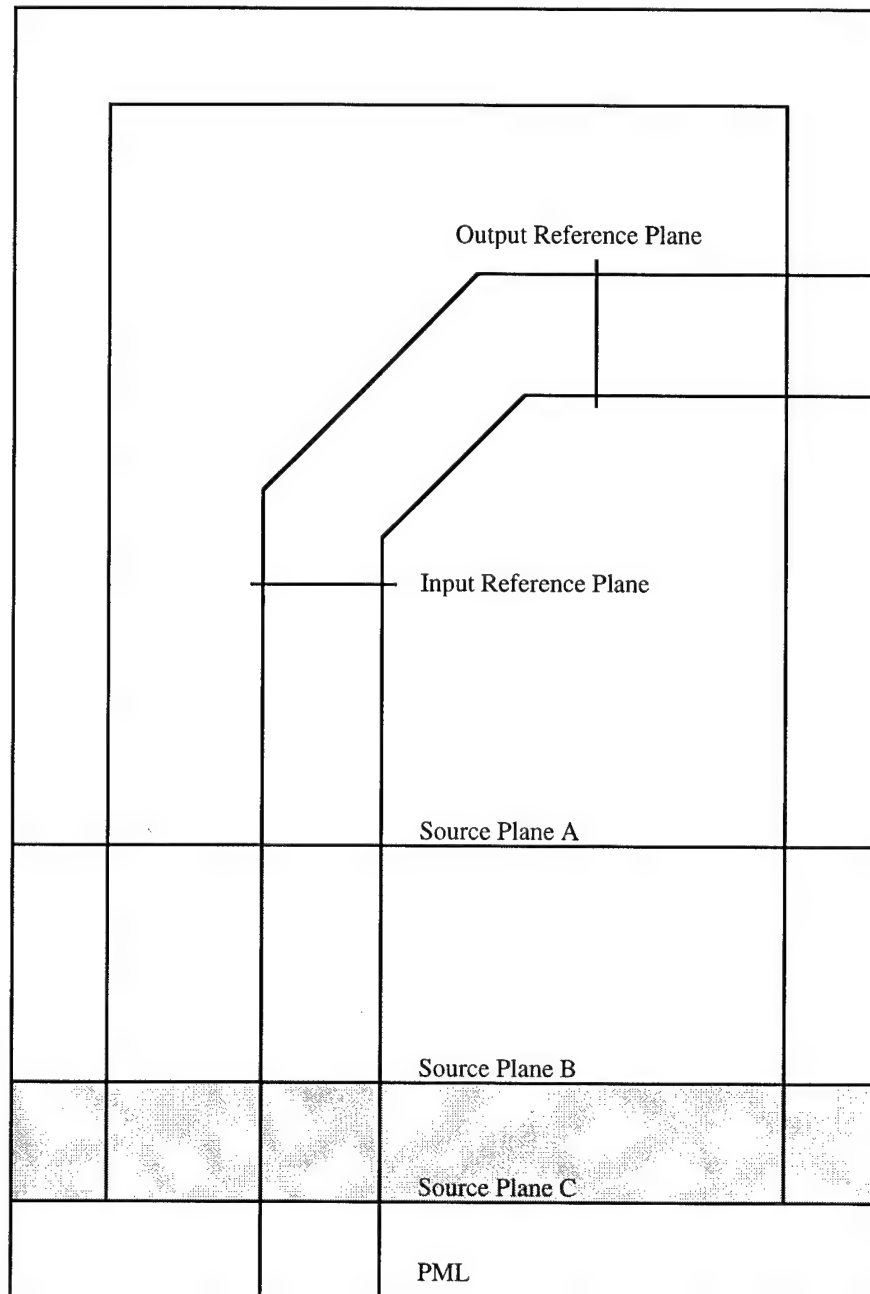 Output Reference Plane
Input Reference Plane
Source Plane A
Source Plane B
Source Plane C
PML